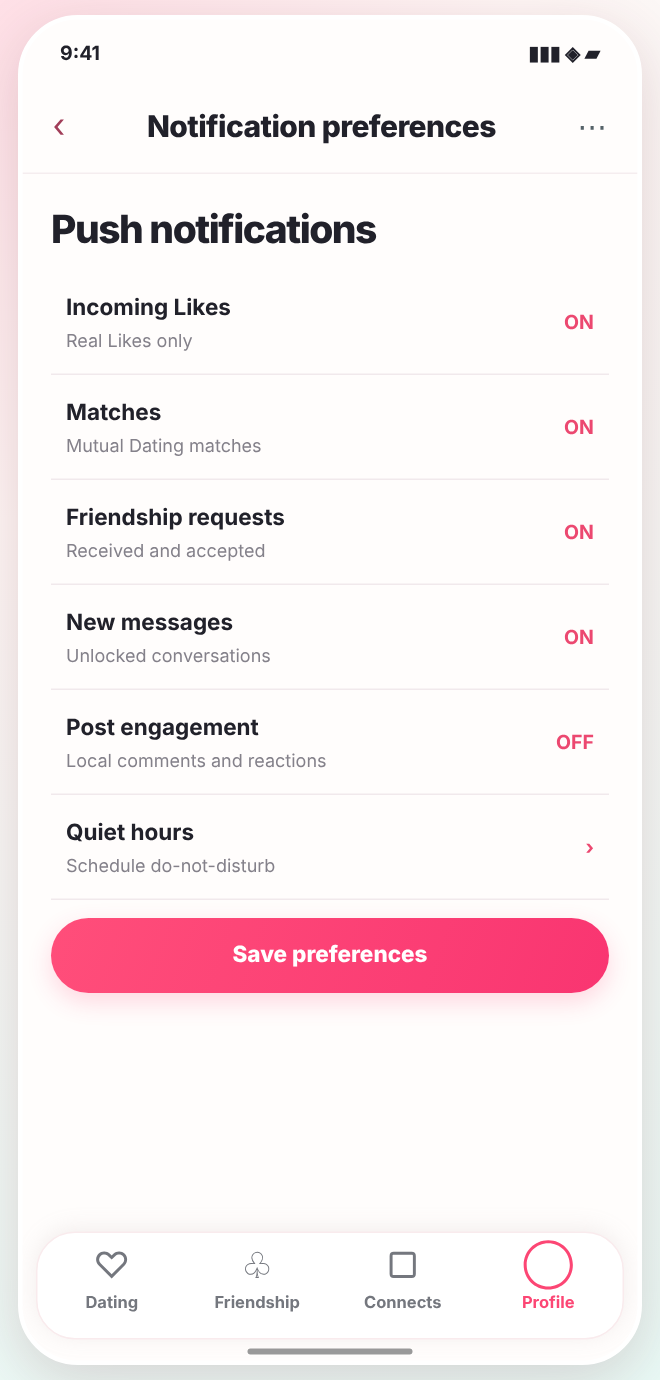 9:41
Notification preferences
Push notifications
Incoming Likes
Real Likes only
ON
Matches
Mutual Dating matches
ON
Friendship requests
Received and accepted
ON
New messages
Unlocked conversations
ON
Post engagement
Local comments and reactions
OFF
Quiet hours
Schedule do-not-disturb
Save preferences
Dating
Friendship
Connects
Profile